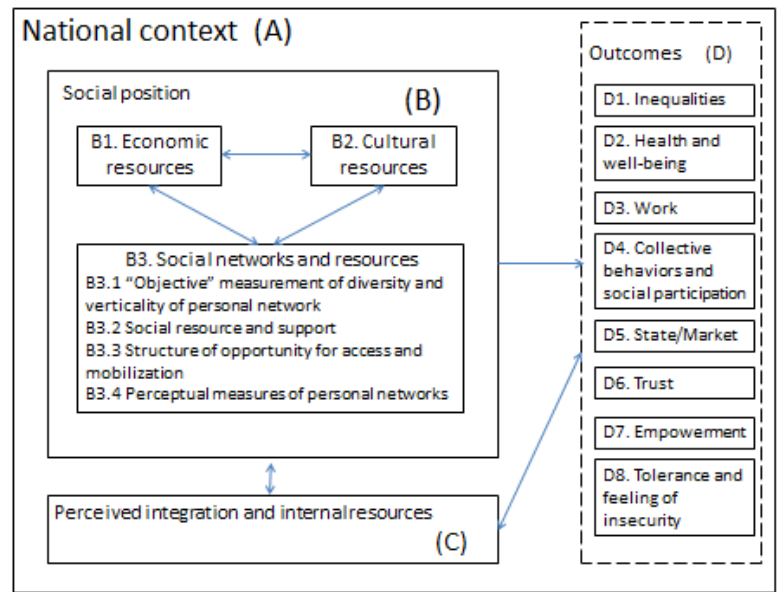 National context (A)
Social position
(B)
B1. Economic
resources
B2. Cultural
resources
B3. Social networks and resources
B3.1 “Objective” measurement of diversity and
verticality of personal network
B3.2 Social resource and support
B3.3 Structure of opportunity for access and
mobilization
B3.4 Perceptual measures of personal networks
Perceived integration and internal resources
(C)
Outcomes (D)
D1. Inequalities
D2. Health and
well-being
D3. Work
D4. Collective
behaviors and
social participation
D5. State/Market
D6. Trust
D7. Empowerment
D8. Tolerance and
feeling of
insecurity